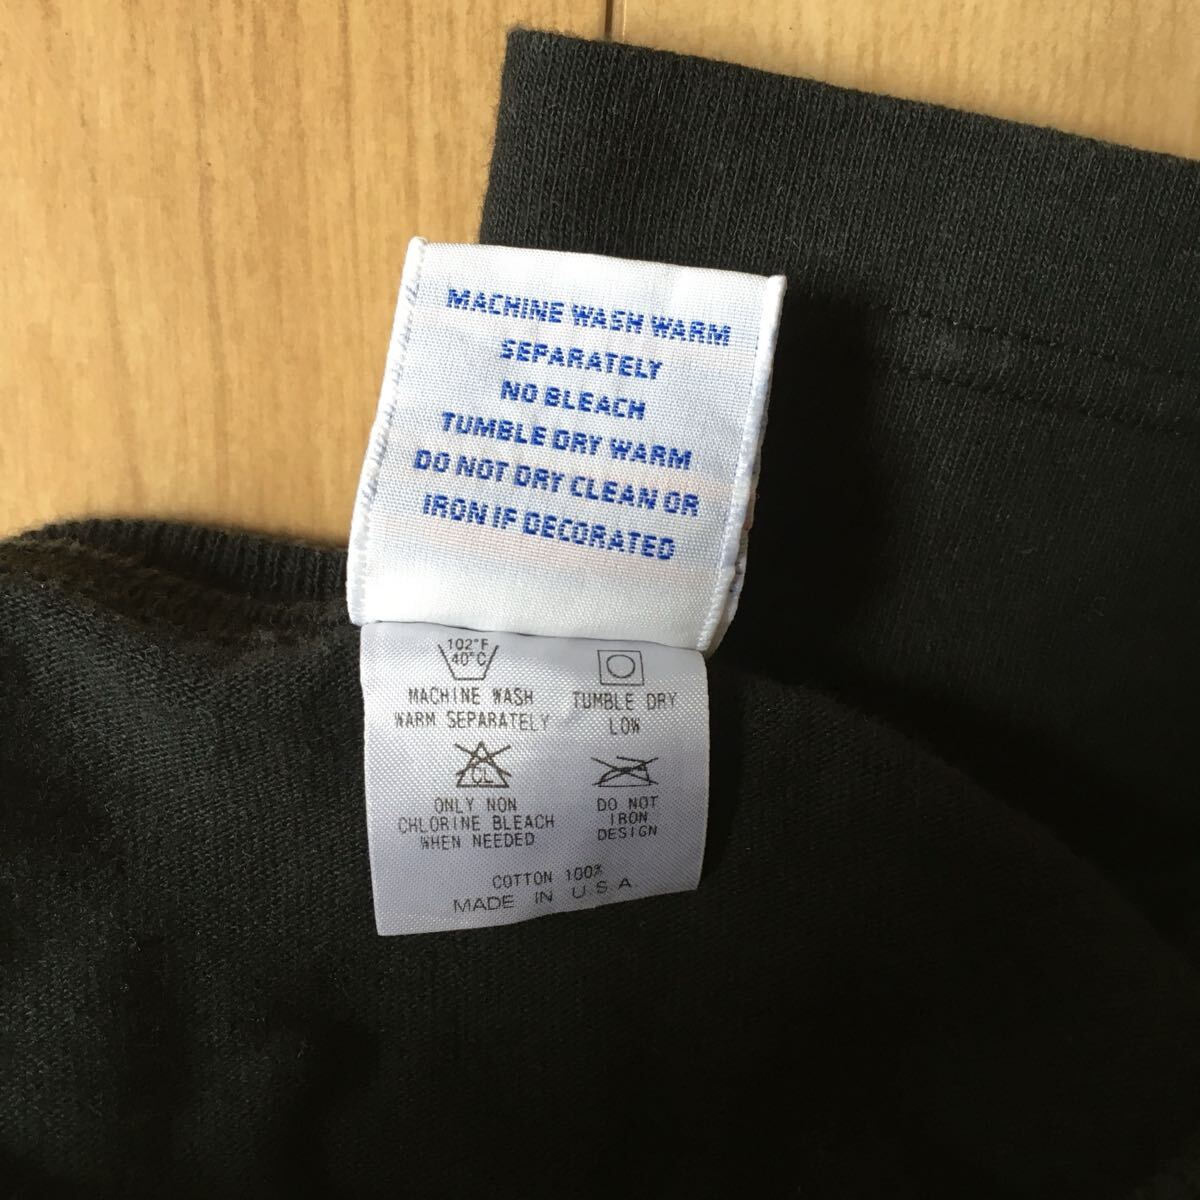 MACHINE WASH WARM
SEPARATELY
NO BLEACH
TUMBLE DRY WARM
DO NOT DRY CLEAN OR
IRON IF DECORATED
102°F
40°C
MACHINE WASH
WARM SEPARATELY
TUMBLE DRY
LOW
CL
ONLY NON
CHLORINE BLEACH
WHEN NEEDED
DO NOT
IRON
DESIGN
COTTON 100%
MADE IN U.S.A.